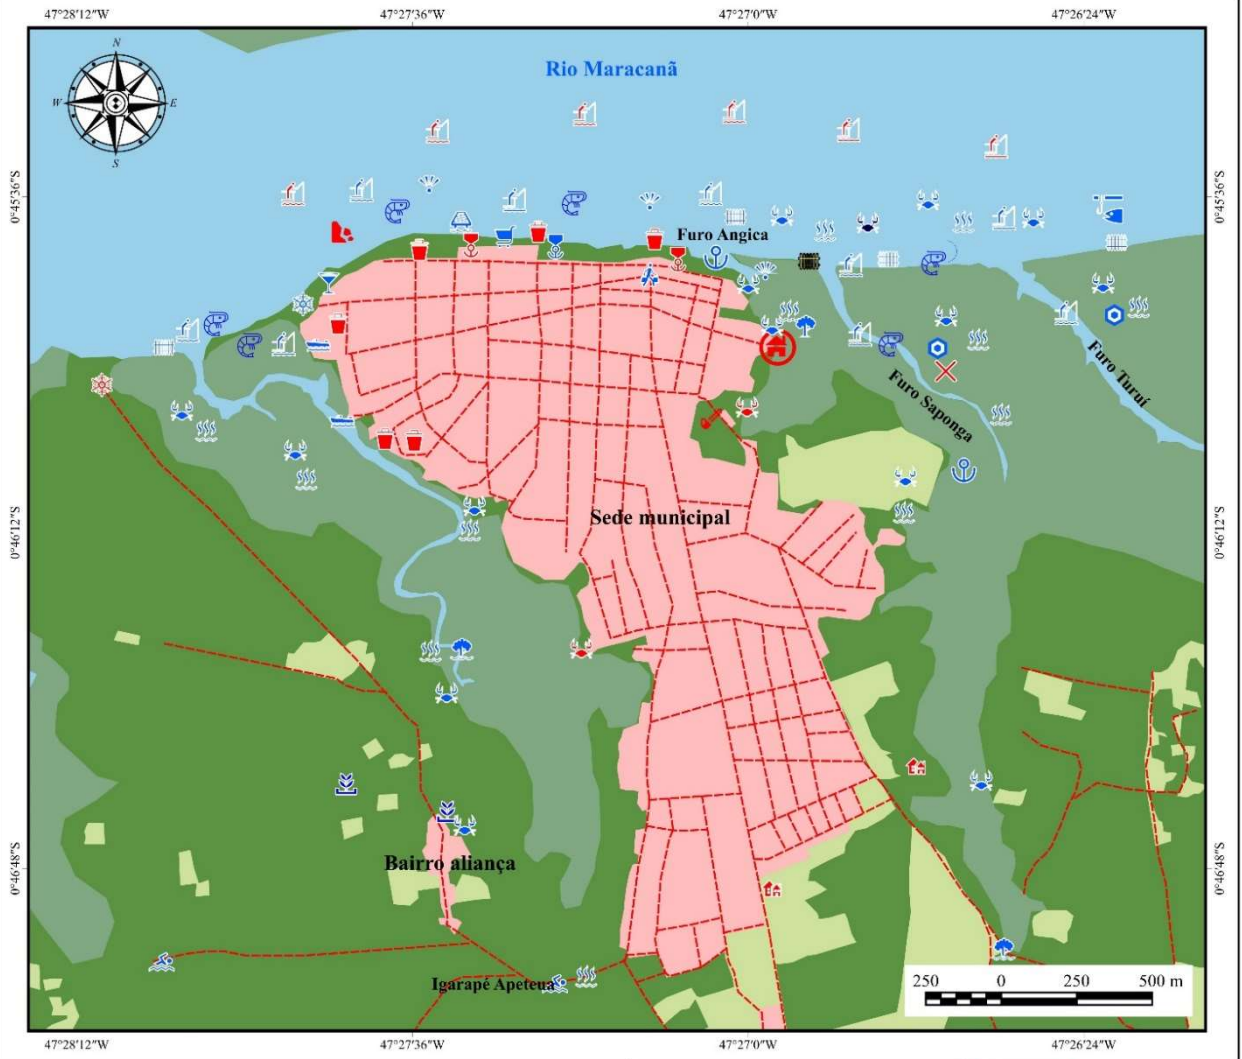 47°28'12"W 47°27'36"W 47°27'0"W 47°26'24"W
N
Rio Maracanã
W E
S
0°45'36"S 0°45'36"S
Furo Angica
Furo Turuí
Furo Saponga
Sede municipal
0°46'12"S 0°46'12"S
Bairro aliança
0°46'48"S 0°46'48"S
Igarapé Apeteua
250 0 250 500 m
47°28'12"W 47°27'36"W 47°27'0"W 47°26'24"W